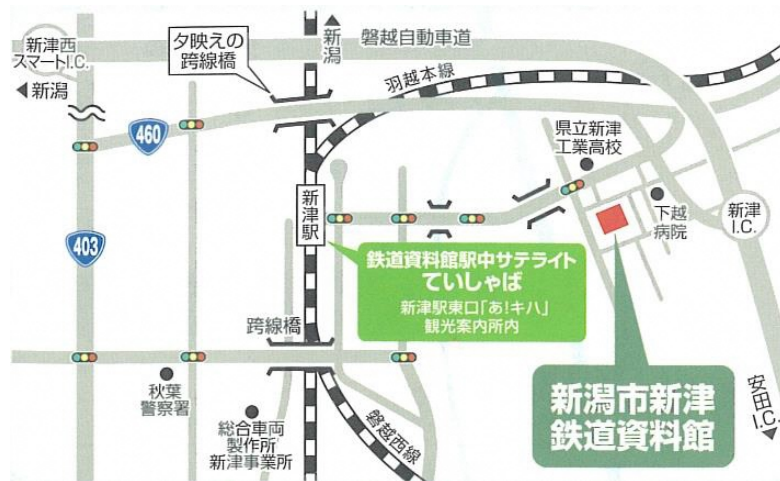 新津西
スマートI.C.
◀新潟
夕映えの
跨線橋
▲新潟
磐越自動車道
羽越本線
460
県立新津
工業高校
新津駅
下越
病院
新津
I.C.
403
鉄道資料館駅中サテライト
ていしゃば
新津駅東口「あ!キハ」
観光案内所内
跨線橋
秋葉
警察署
総合車両
製作所
新津事業所
磐越西線
新潟市新津
鉄道資料館
安田I.C.▼